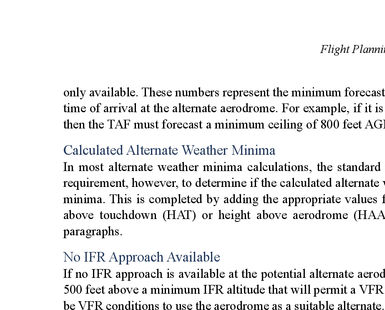 Flight Planni
only available. These numbers represent the minimum forecast
time of arrival at the alternate aerodrome. For example, if it is
then the TAF must forecast a minimum ceiling of 800 feet AGL
Calculated Alternate Weather Minima
In most alternate weather minima calculations, the standard
requirement, however, to determine if the calculated alternate
minima. This is completed by adding the appropriate values f
above touchdown (HAT) or height above aerodrome (HAA
paragraphs.
No IFR Approach Available
If no IFR approach is available at the potential alternate aerod
500 feet above a minimum IFR altitude that will permit a VFR
be VFR conditions to use the aerodrome as a suitable alternate.